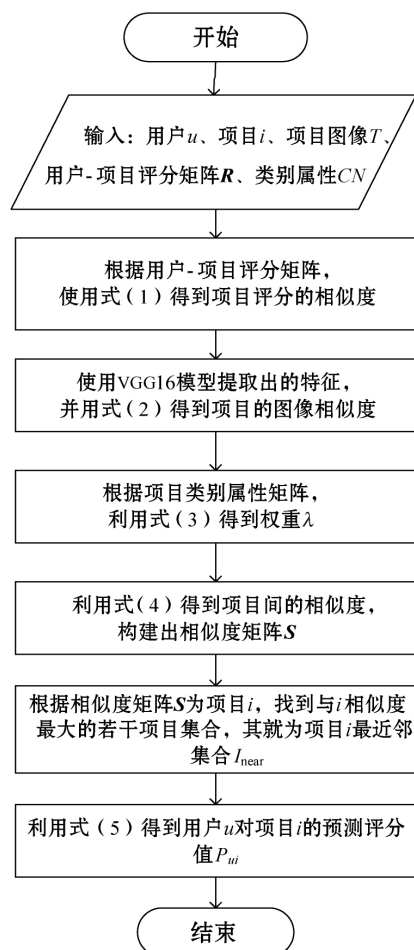 开始
输入：用户u、项目i、项目图像T、
用户-项目评分矩阵R、类别属性CN
根据用户-项目评分矩阵，
使用式（1）得到项目评分的相似度
使用VGG16模型提取出的特征，
并用式（2）得到项目的图像相似度
根据项目类别属性矩阵，
利用式（3）得到权重λ
利用式（4）得到项目间的相似度，
构建出相似度矩阵S
根据相似度矩阵S为项目i，找到与i相似度
最大的若干项目集合，其就为项目i最近邻
集合I_near
利用式（5）得到用户u对项目i的预测评分
值P_ui
结束